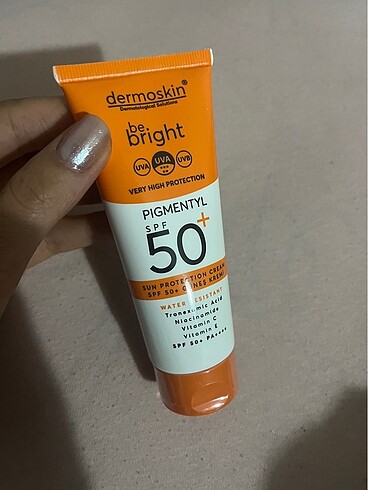 dermoskin®
Dermatological Solutions
be
bright
UVA UVA UVB
VERY HIGH PROTECTION
PIGMENTYL
SPF
50+
SUN PROTECTION CREAM
SPF 50+ GÜNEŞ KREMİ
WATER RESISTANT
Tranexamic Acid
Niacinamide
Vitamin C
Vitamin E
SPF 50+ PA++++